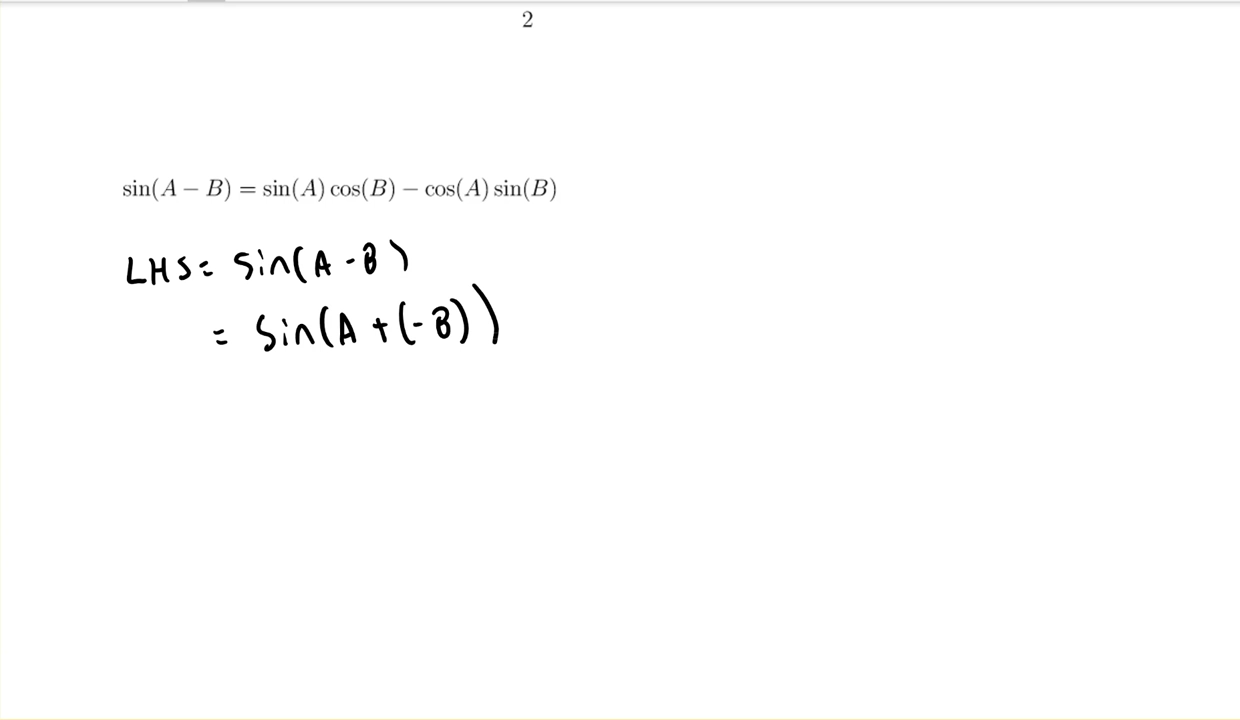 2
sin(A − B) = sin(A) cos(B) − cos(A) sin(B)
LHS = sin(A - B)
= sin(A + (-B))